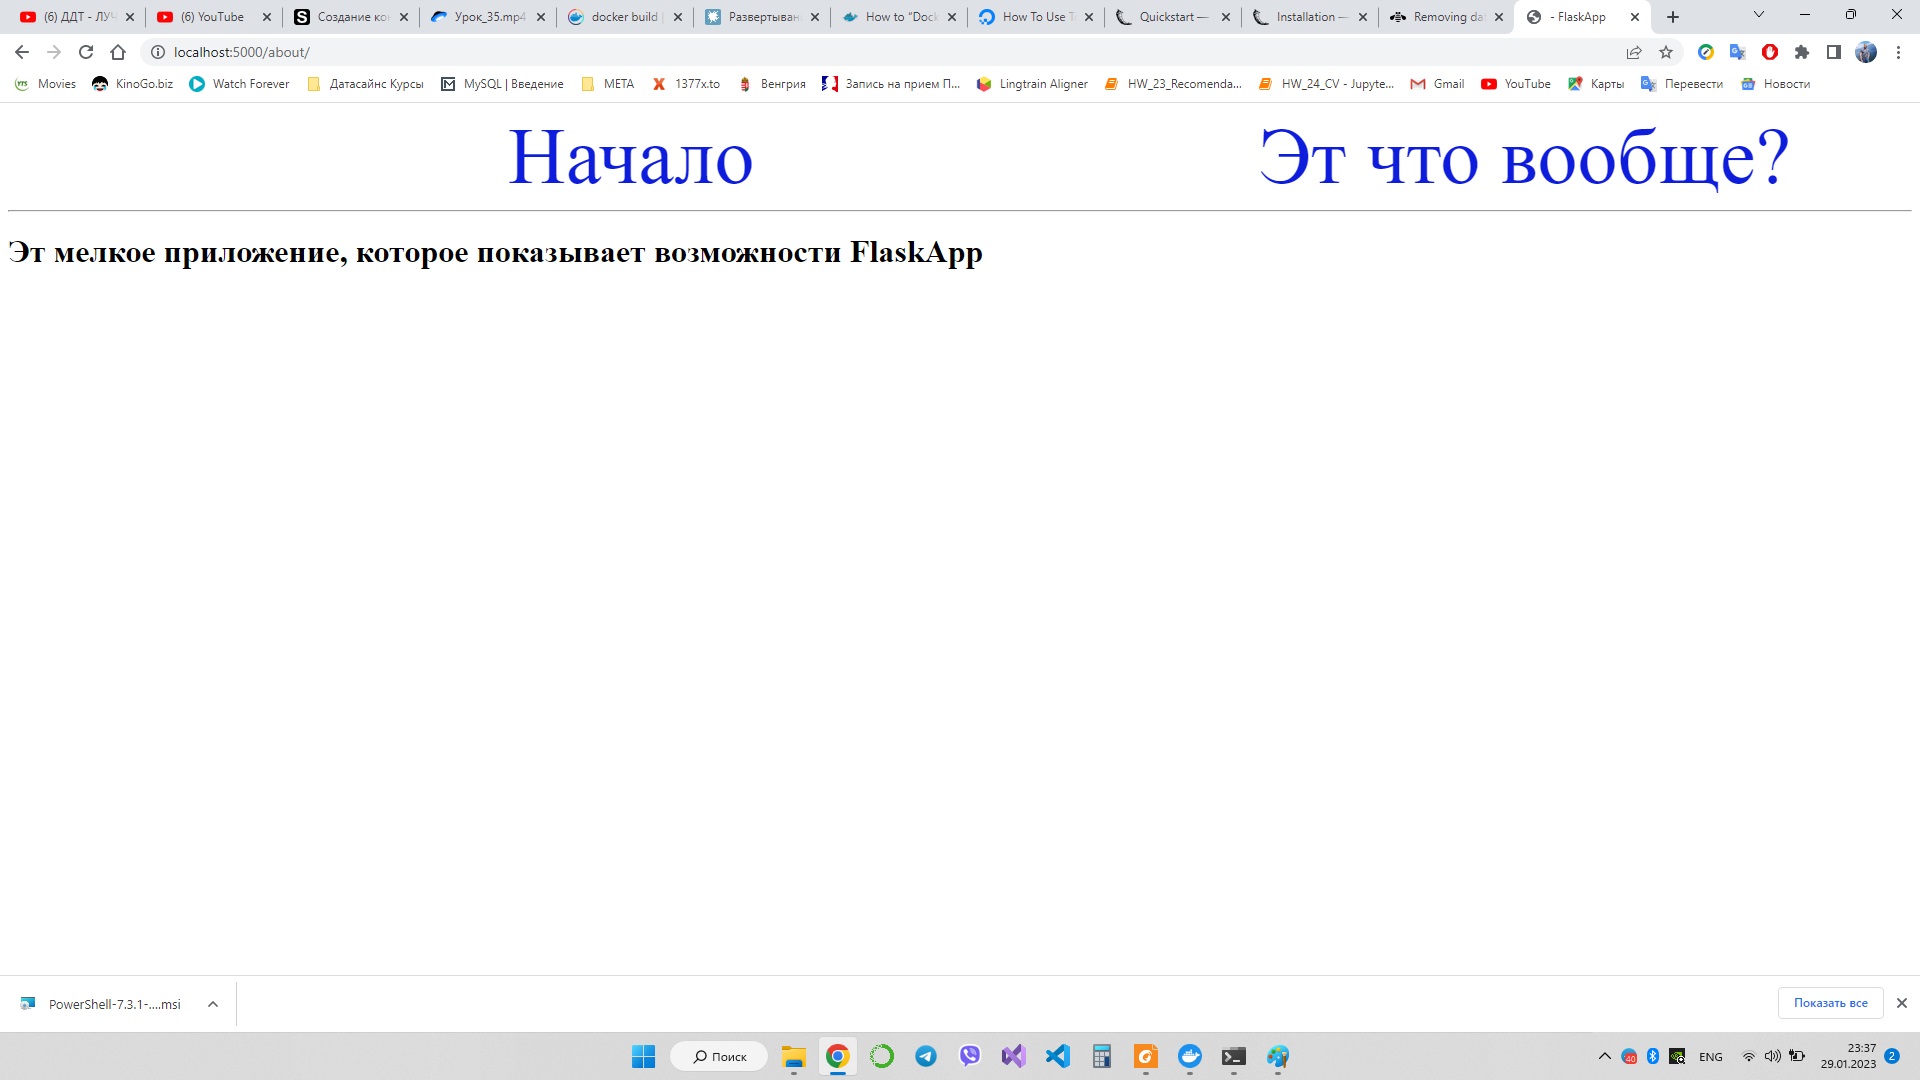 (6) ДДТ - ЛУЧ
(6) YouTube
Создание ко
Урок_35.mp4
docker build |
Развертыван
How to "Dock
How To Use T
Quickstart —
Installation —
Removing dat
- FlaskApp
localhost:5000/about/
Movies
KinoGo.biz
Watch Forever
Датасайнс Курсы
MySQL | Введение
META
1377x.to
Венгрия
Запись на прием П...
Lingtrain Aligner
HW_23_Recomenda...
HW_24_CV - Jupyte...
Gmail
YouTube
Карты
Перевести
Новости
Начало
Эт что вообще?
Эт мелкое приложение, которое показывает возможности FlaskApp
PowerShell-7.3.1-....msi
Показать все
Поиск
40
ENG
23:37
29.01.2023
2